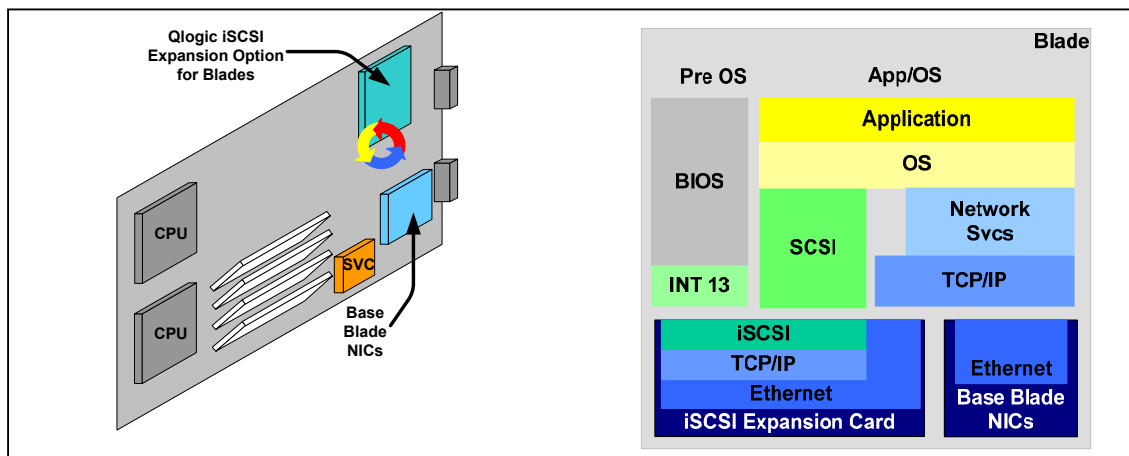 Qlogic iSCSI
Expansion Option
for Blades
CPU
CPU
SVC
Base
Blade
NICs
Blade
Pre OS
App/OS
Application
OS
BIOS
SCSI
Network
Svcs
INT 13
TCP/IP
iSCSI
TCP/IP
Ethernet
iSCSI Expansion Card
Ethernet
Base Blade
NICs